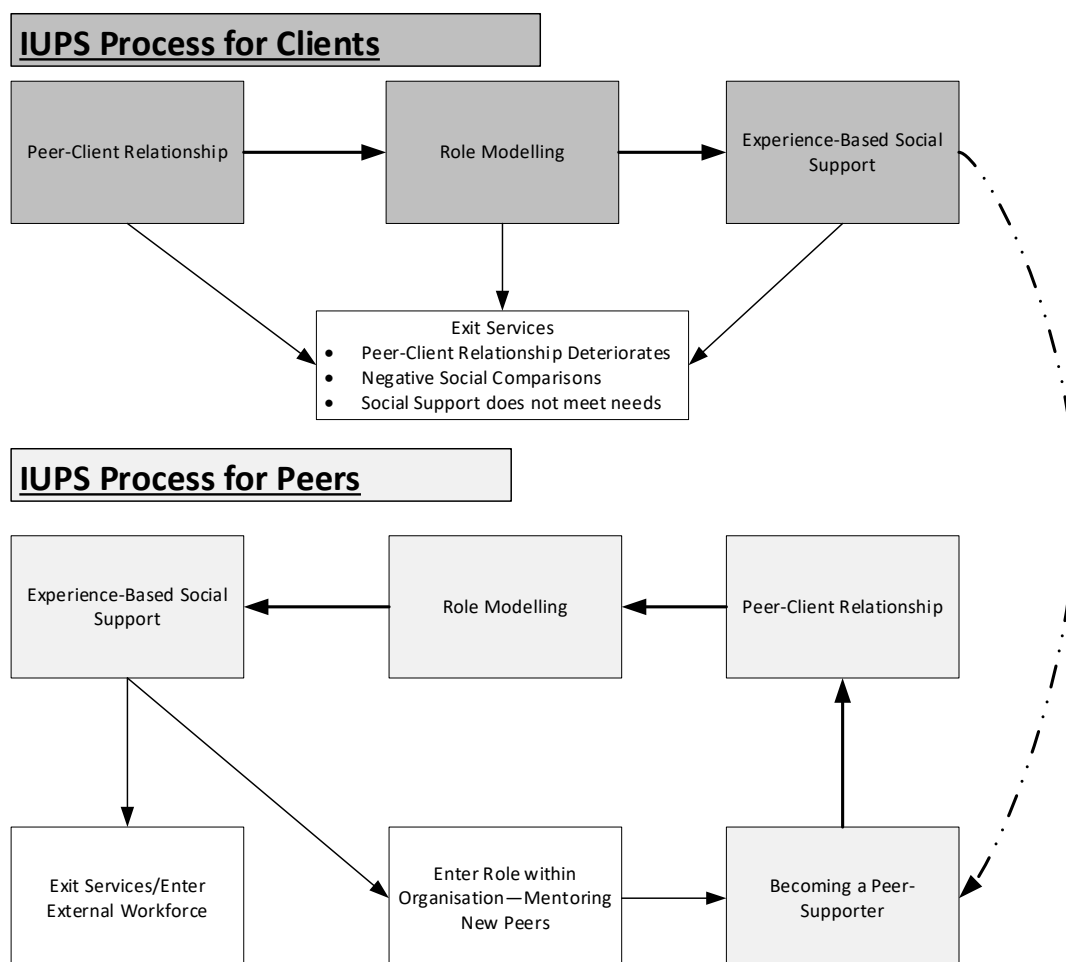 IUPS Process for Clients
Peer-Client Relationship
Role Modelling
Experience-Based Social
Support
Exit Services
• Peer-Client Relationship Deteriorates
• Negative Social Comparisons
• Social Support does not meet needs
IUPS Process for Peers
Experience-Based Social
Support
Role Modelling
Peer-Client Relationship
Exit Services/Enter
External Workforce
Enter Role within
Organisation—Mentoring
New Peers
Becoming a Peer-
Supporter